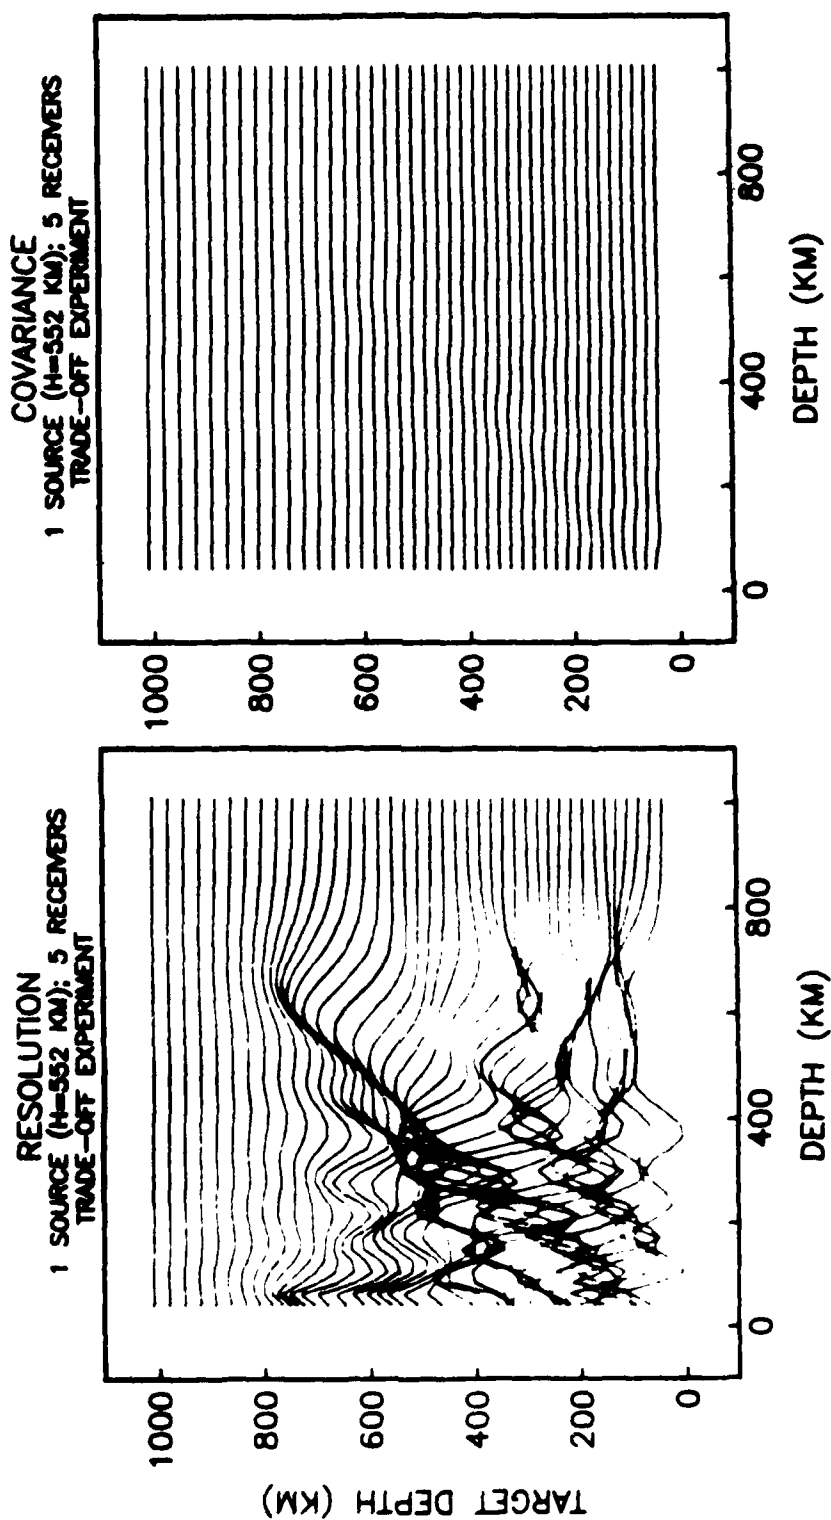 RESOLUTION
1 SOURCE (H=552 KM); 5 RECEIVERS
TRADE-OFF EXPERIMENT
TARGET DEPTH (KM)
1000
800
600
400
200
0
0
400
800
DEPTH (KM)
COVARIANCE
1 SOURCE (H=552 KM); 5 RECEIVERS
TRADE-OFF EXPERIMENT
1000
800
600
400
200
0
0
400
800
DEPTH (KM)